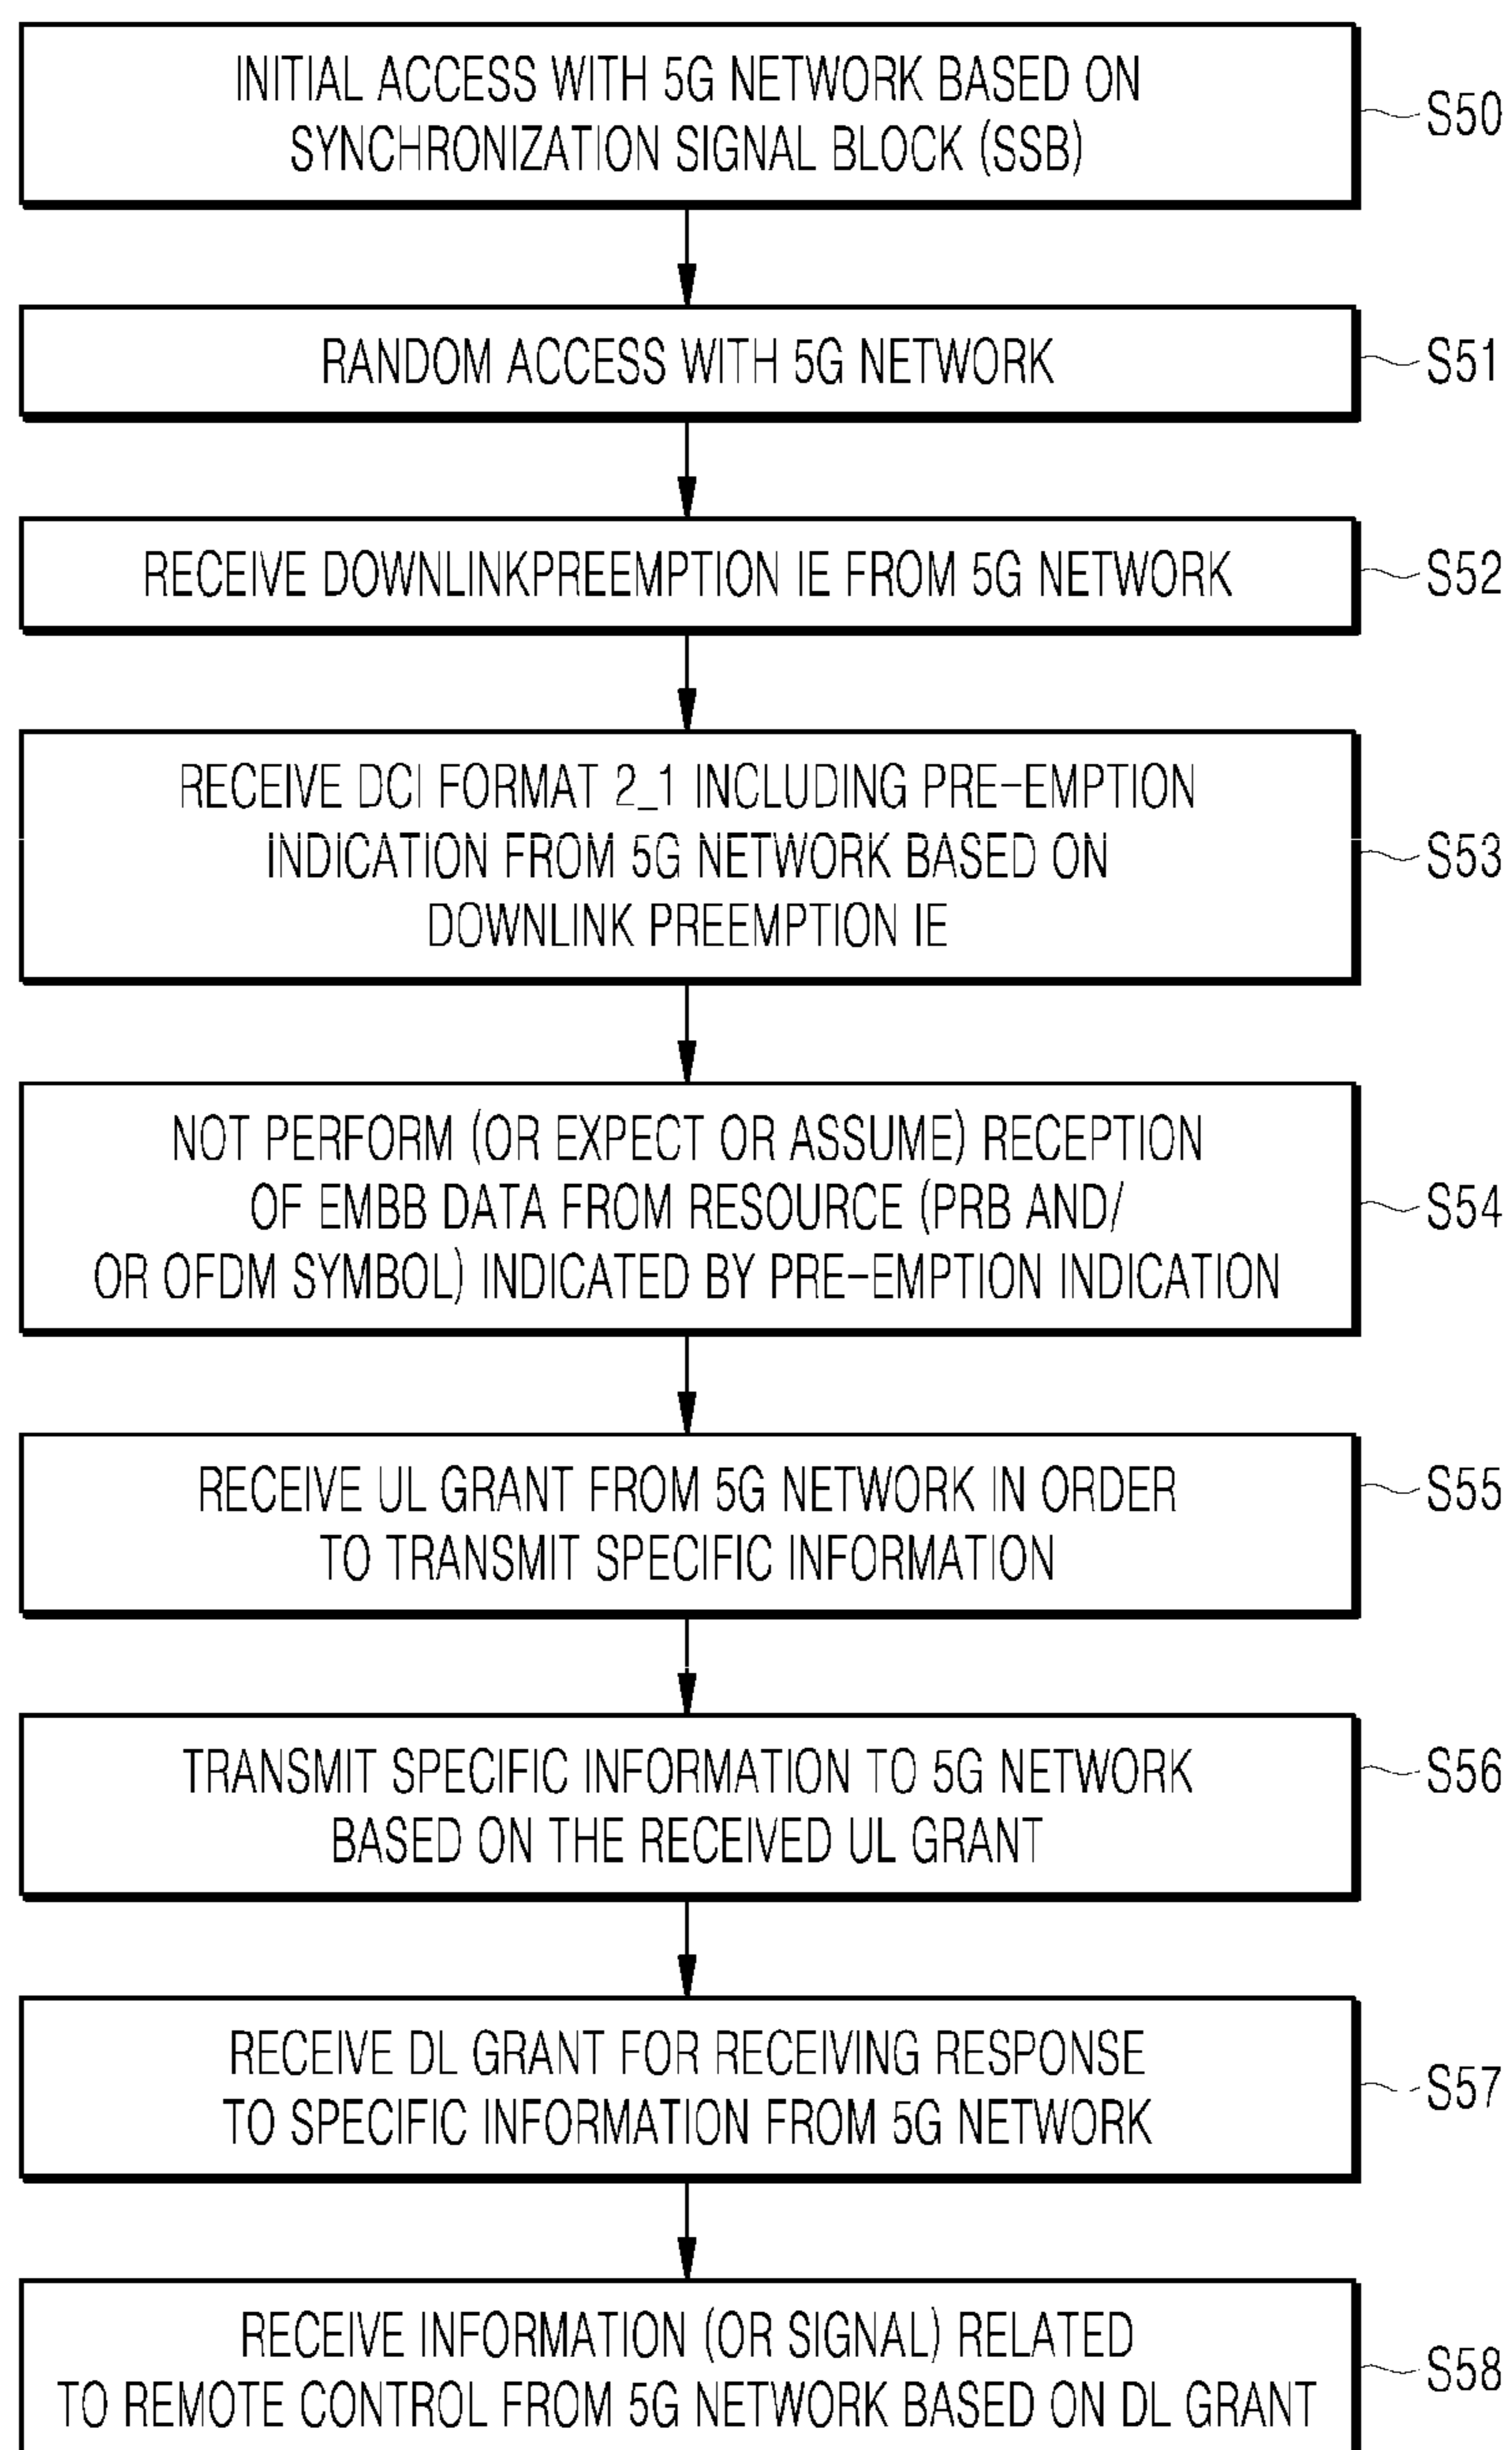 INITIAL ACCESS WITH 5G NETWORK BASED ON
SYNCHRONIZATION SIGNAL BLOCK (SSB)
S50
RANDOM ACCESS WITH 5G NETWORK
S51
RECEIVE DOWNLINKPREEMPTION IE FROM 5G NETWORK
S52
RECEIVE DCI FORMAT 2_1 INCLUDING PRE-EMPTION
INDICATION FROM 5G NETWORK BASED ON
DOWNLINK PREEMPTION IE
S53
NOT PERFORM (OR EXPECT OR ASSUME) RECEPTION
OF EMBB DATA FROM RESOURCE (PRB AND/
OR OFDM SYMBOL) INDICATED BY PRE-EMPTION INDICATION
S54
RECEIVE UL GRANT FROM 5G NETWORK IN ORDER
TO TRANSMIT SPECIFIC INFORMATION
S55
TRANSMIT SPECIFIC INFORMATION TO 5G NETWORK
BASED ON THE RECEIVED UL GRANT
S56
RECEIVE DL GRANT FOR RECEIVING RESPONSE
TO SPECIFIC INFORMATION FROM 5G NETWORK
S57
RECEIVE INFORMATION (OR SIGNAL) RELATED
TO REMOTE CONTROL FROM 5G NETWORK BASED ON DL GRANT
S58